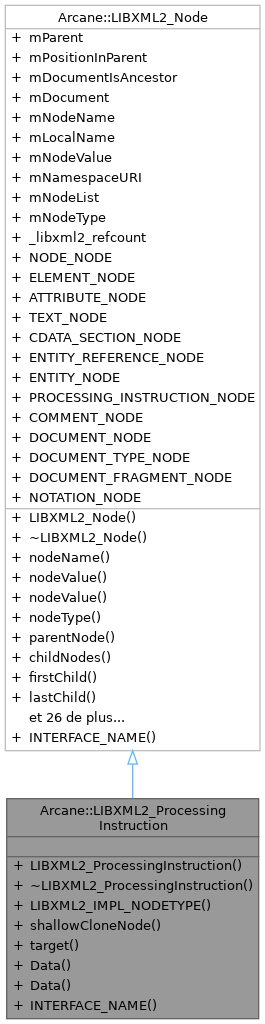 Arcane::LIBXML2_Node
+ mParent
+ mPositionInParent
+ mDocumentIsAncestor
+ mDocument
+ mNodeName
+ mLocalName
+ mNodeValue
+ mNamespaceURI
+ mNodeList
+ mNodeType
+ _libxml2_refcount
+ NODE_NODE
+ ELEMENT_NODE
+ ATTRIBUTE_NODE
+ TEXT_NODE
+ CDATA_SECTION_NODE
+ ENTITY_REFERENCE_NODE
+ ENTITY_NODE
+ PROCESSING_INSTRUCTION_NODE
+ COMMENT_NODE
+ DOCUMENT_NODE
+ DOCUMENT_TYPE_NODE
+ DOCUMENT_FRAGMENT_NODE
+ NOTATION_NODE
+ LIBXML2_Node()
+ ~LIBXML2_Node()
+ nodeName()
+ nodeValue()
+ nodeValue()
+ nodeType()
+ parentNode()
+ childNodes()
+ firstChild()
+ lastChild()
et 26 de plus...
+ INTERFACE_NAME()
Arcane::LIBXML2_Processing
Instruction
+ LIBXML2_ProcessingInstruction()
+ ~LIBXML2_ProcessingInstruction()
+ LIBXML2_IMPL_NODETYPE()
+ shallowCloneNode()
+ target()
+ Data()
+ Data()
+ INTERFACE_NAME()